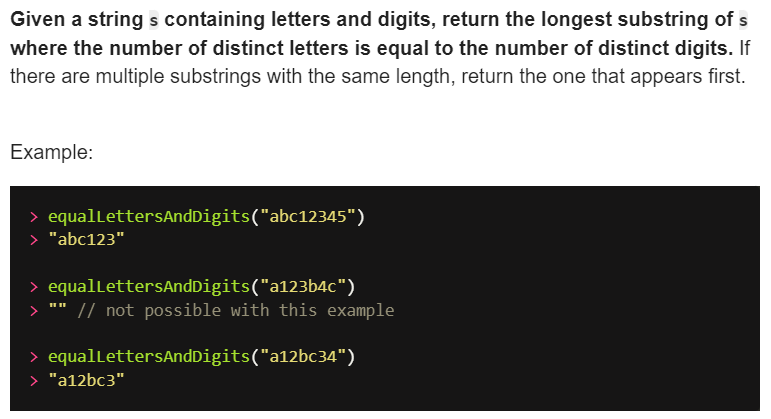 Given a string s containing letters and digits, return the longest substring of s
where the number of distinct letters is equal to the number of distinct digits. If
there are multiple substrings with the same length, return the one that appears first.
Example:
> equalLettersAndDigits("abc12345")
> "abc123"
> equalLettersAndDigits("a123b4c")
> "" // not possible with this example
> equalLettersAndDigits("a12bc34")
> "a12bc3"